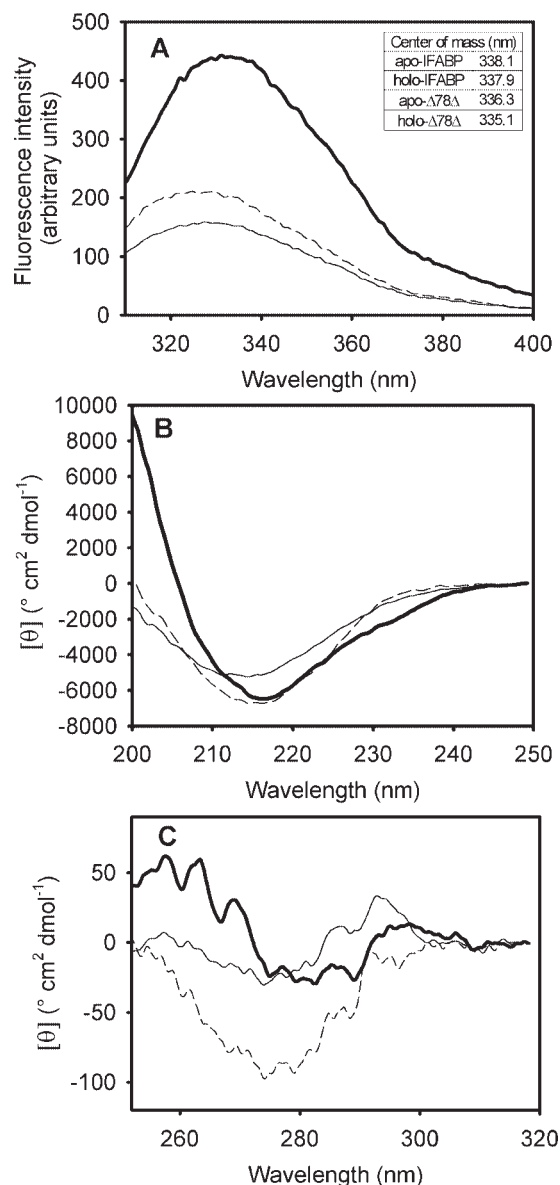 A
Fluorescence intensity
(arbitrary units)
500
400
300
200
100
0
Center of mass (nm)
apo-IFABP 338.1
holo-IFABP 337.9
apo-Δ78Δ 336.3
holo-Δ78Δ 335.1
320 340 360 380 400
Wavelength (nm)
B
[θ] (° cm² dmol⁻¹)
10000
8000
6000
4000
2000
0
-2000
-4000
-6000
-8000
200 210 220 230 240 250
Wavelength (nm)
C
[θ] (° cm² dmol⁻¹)
50
0
-50
-100
260 280 300 320
Wavelength (nm)